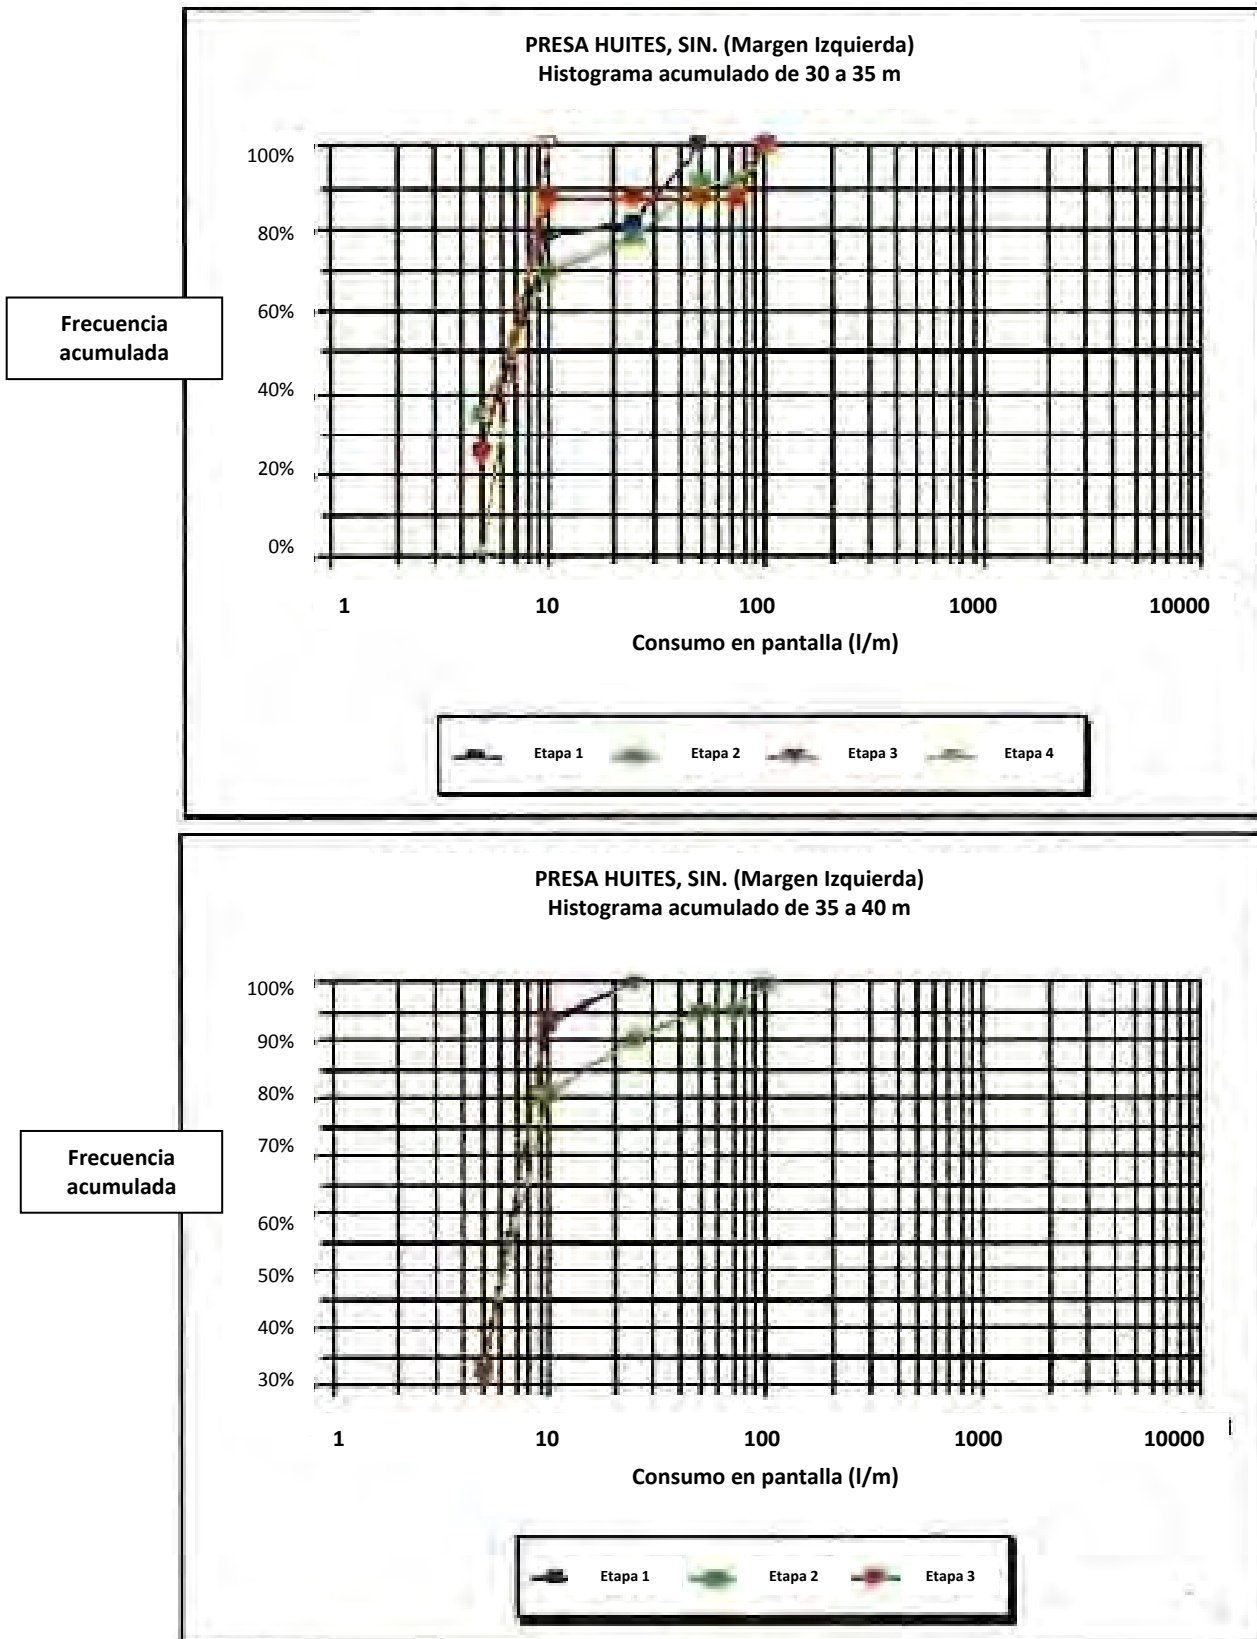 PRESA HUITES, SIN. (Margen Izquierda)
Histograma acumulado de 30 a 35 m
100%
80%
60%
40%
20%
0%
Frecuencia
acumulada
1 10 100 1000 10000
Consumo en pantalla (l/m)
Etapa 1 Etapa 2 Etapa 3 Etapa 4
PRESA HUITES, SIN. (Margen Izquierda)
Histograma acumulado de 35 a 40 m
100%
90%
80%
70%
60%
50%
40%
30%
Frecuencia
acumulada
1 10 100 1000 10000
Consumo en pantalla (l/m)
Etapa 1 Etapa 2 Etapa 3